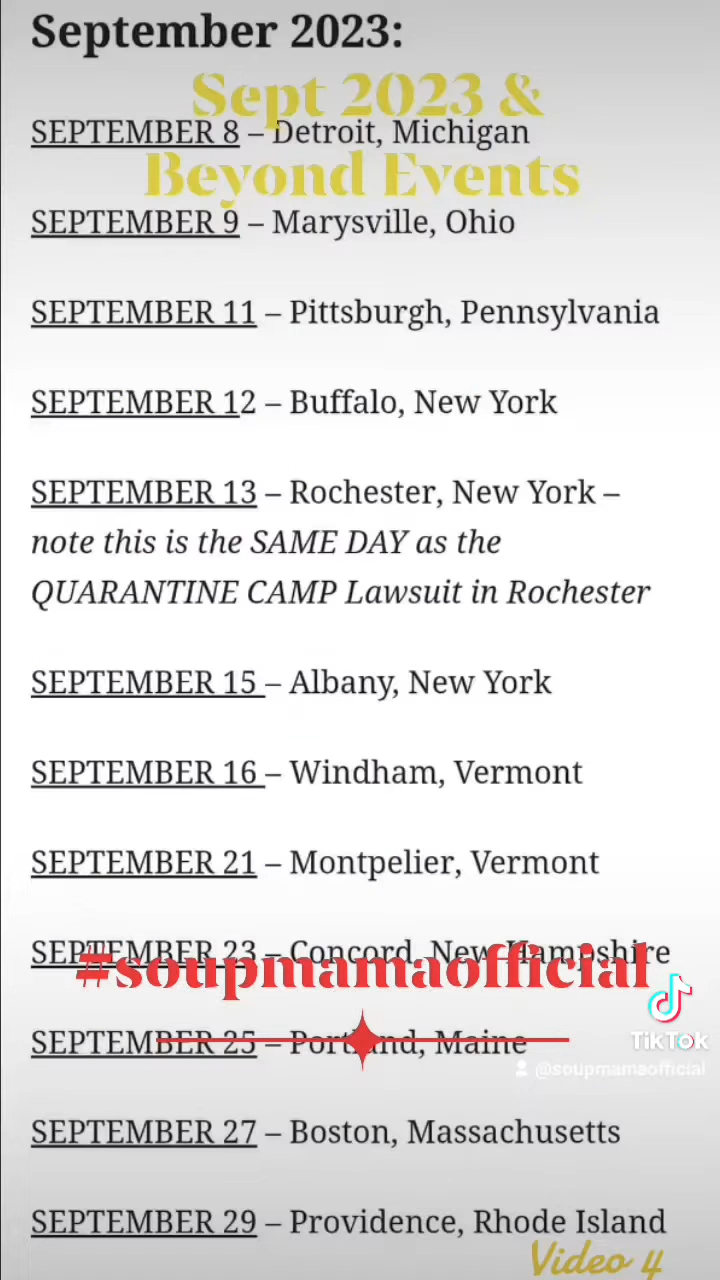 September 2023:
Sept 2023 &
SEPTEMBER 8 – Detroit, Michigan
Beyond Events
SEPTEMBER 9 – Marysville, Ohio
SEPTEMBER 11 – Pittsburgh, Pennsylvania
SEPTEMBER 12 – Buffalo, New York
SEPTEMBER 13 – Rochester, New York –
note this is the SAME DAY as the
QUARANTINE CAMP Lawsuit in Rochester
SEPTEMBER 15 – Albany, New York
SEPTEMBER 16 – Windham, Vermont
SEPTEMBER 21 – Montpelier, Vermont
SEPTEMBER 23 – Concord, New Hampshire
#soupmamaofficial
SEPTEMBER 25 – Portland, Maine
TikTok
@soupmamaofficial
SEPTEMBER 27 – Boston, Massachusetts
SEPTEMBER 29 – Providence, Rhode Island
Video 4